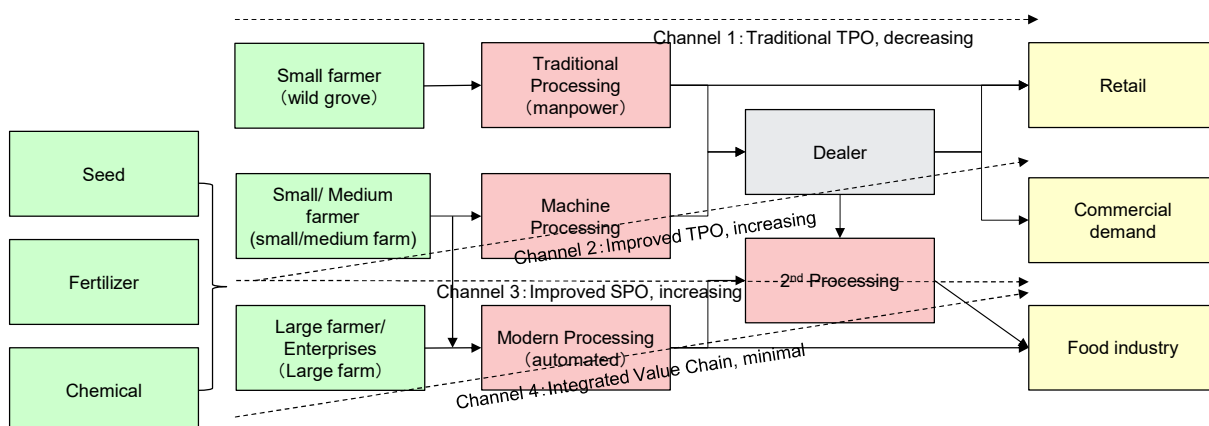 Channel 1：Traditional TPO, decreasing
Small farmer
（wild grove）
Traditional
Processing
（manpower）
Retail
Seed
Dealer
Small/ Medium
farmer
(small/medium farm)
Machine
Processing
Commercial
demand
Channel 2：Improved TPO, increasing
Fertilizer
2nd Processing
Channel 3：Improved SPO, increasing
Large farmer/
Enterprises
（Large farm）
Modern Processing
（automated）
Food industry
Channel 4：Integrated Value Chain, minimal
Chemical